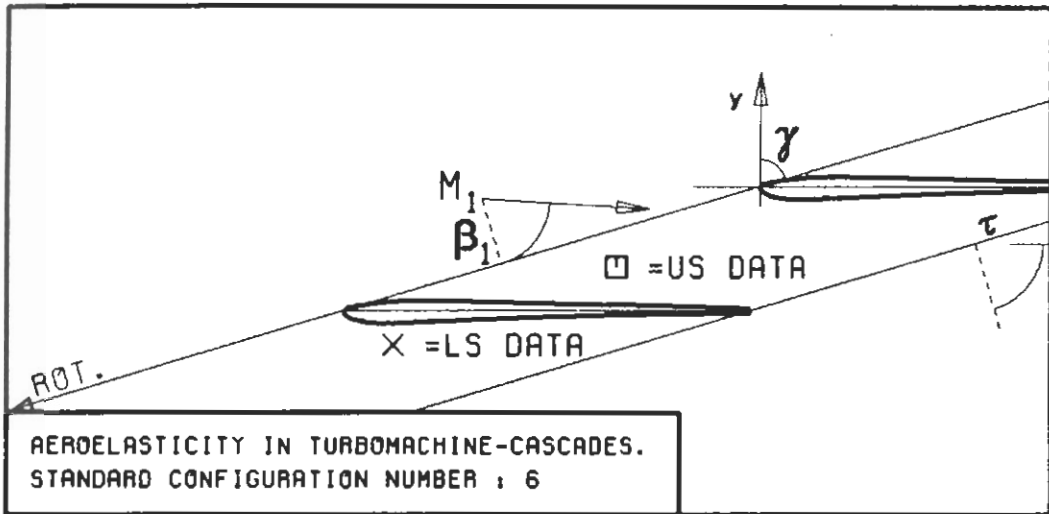 y
γ
M1
β1
τ
⊡ =US DATA
× =LS DATA
ROT.
AEROELASTICITY IN TURBOMACHINE-CASCADES.
STANDARD CONFIGURATION NUMBER : 6